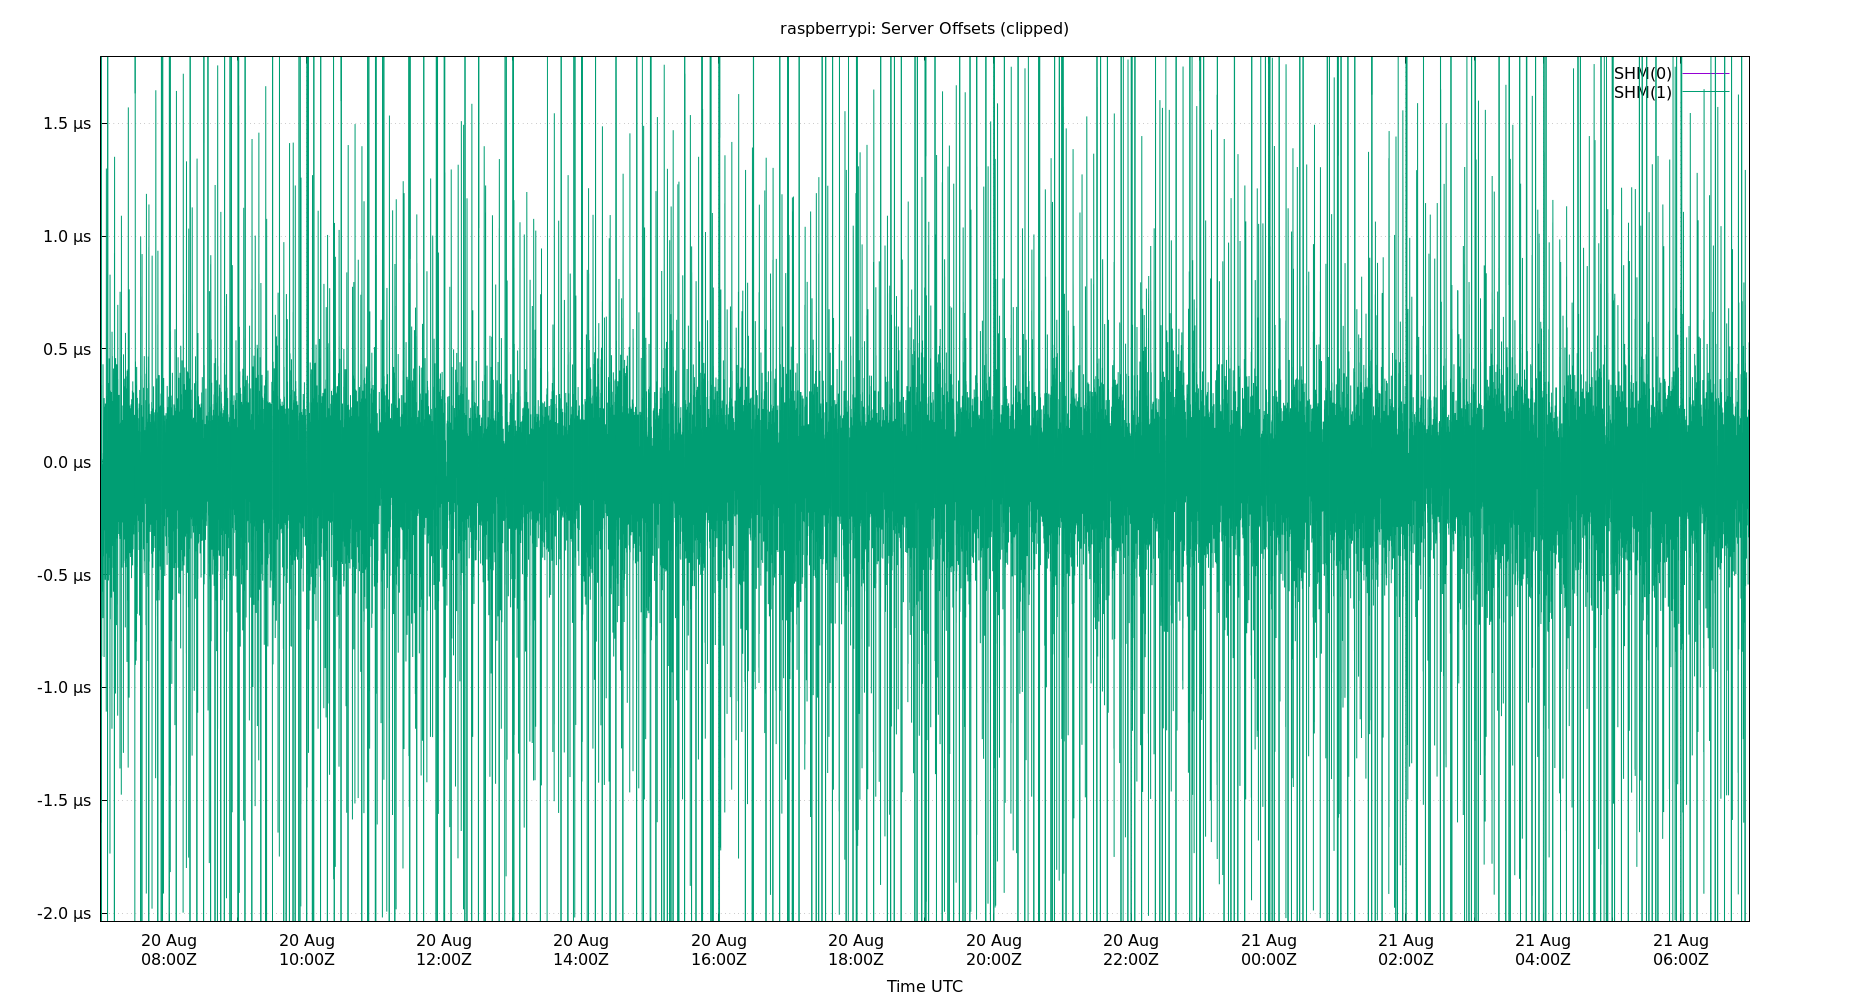 raspberrypi: Server Offsets (clipped)
SHM(0)
SHM(1)
1.5 µs
1.0 µs
0.5 µs
0.0 µs
-0.5 µs
-1.0 µs
-1.5 µs
-2.0 µs
20 Aug 20 Aug 20 Aug 20 Aug 20 Aug 20 Aug 20 Aug 20 Aug 21 Aug 21 Aug 21 Aug 21 Aug
08:00Z 10:00Z 12:00Z 14:00Z 16:00Z 18:00Z 20:00Z 22:00Z 00:00Z 02:00Z 04:00Z 06:00Z
Time UTC